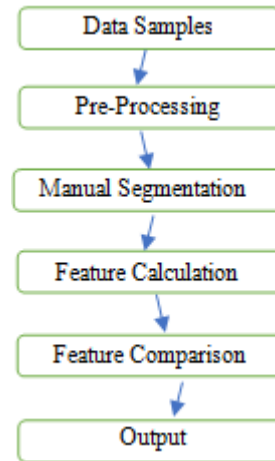 Data Samples
Pre-Processing
Manual Segmentation
Feature Calculation
Feature Comparison
Output